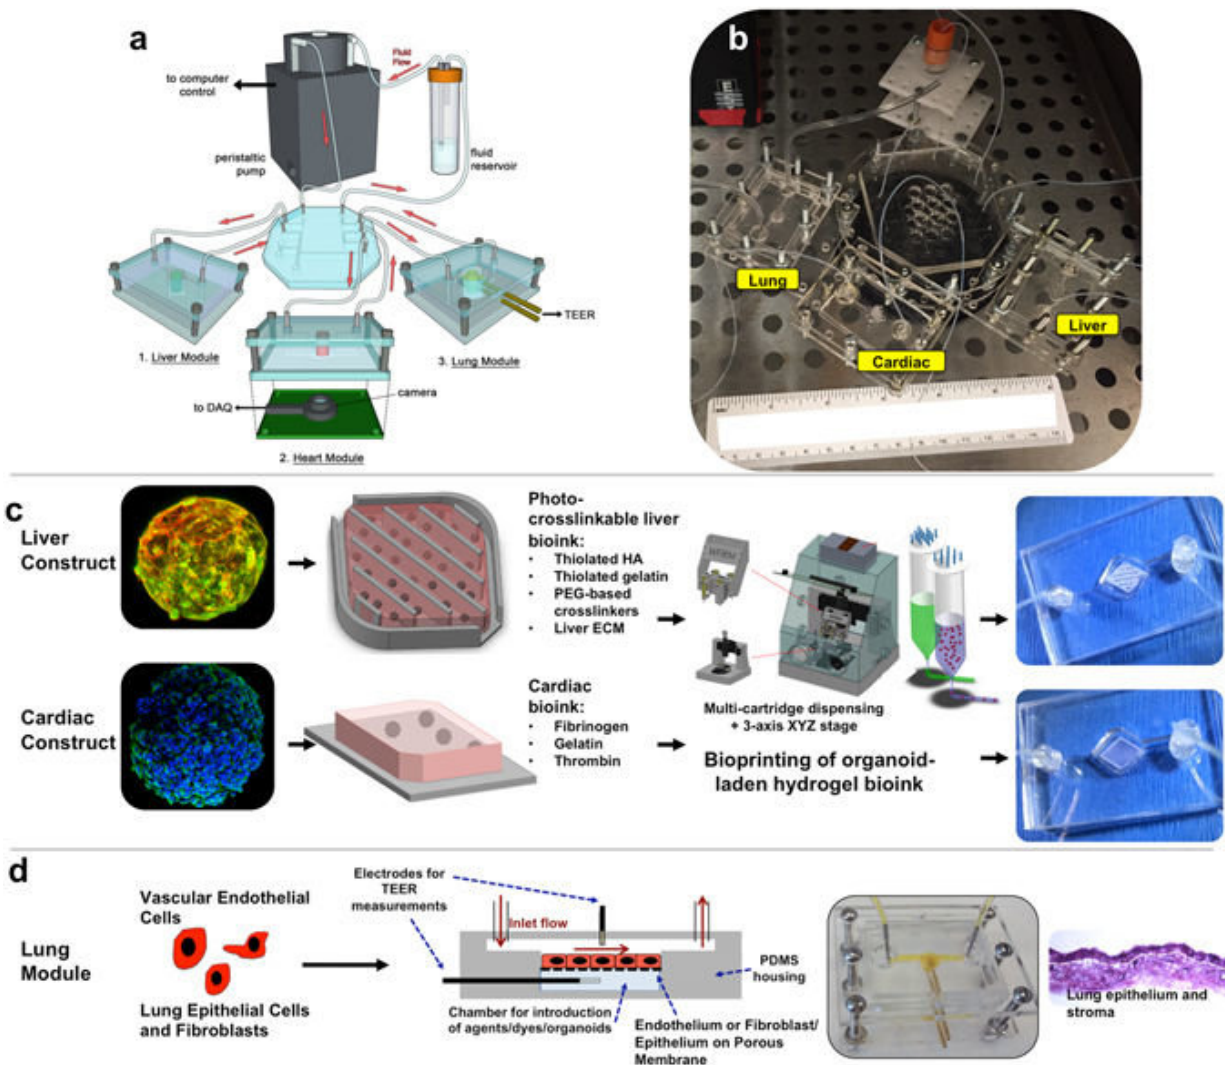 a
Fluid
Flow
to computer
control
peristaltic
pump
fluid
reservoir
1. Liver Module
3. Lung Module
TEER
camera
to DAQ
2. Heart Module
b
Lung
Liver
Cardiac
c
Liver
Construct
Photo-
crosslinkable liver
bioink:
• Thiolated HA
• Thiolated gelatin
• PEG-based
crosslinkers
• Liver ECM
Cardiac
Construct
Cardiac
bioink:
• Fibrinogen
• Gelatin
• Thrombin
Multi-cartridge dispensing
+ 3-axis XYZ stage
Bioprinting of organoid-
laden hydrogel bioink
d
Lung
Module
Vascular Endothelial
Cells
Lung Epithelial Cells
and Fibroblasts
Electrodes for
TEER
measurements
Inlet flow
PDMS
housing
Chamber for introduction
of agents/dyes/organoids
Endothelium or Fibroblast/
Epithelium on Porous
Membrane
Lung epithelium and
stroma